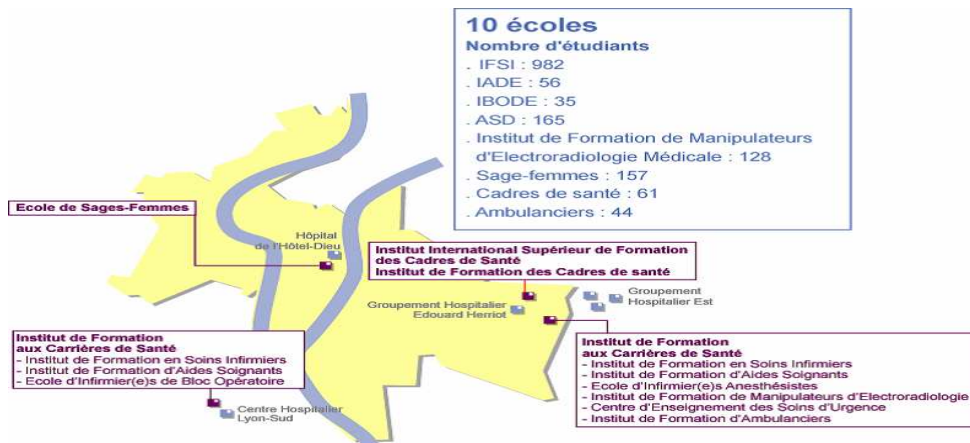 10 écoles
Nombre d'étudiants
. IFSI : 982
. IADE : 56
. IBODE : 35
. ASD : 165
. Institut de Formation de Manipulateurs
d'Electroradiologie Médicale : 128
. Sage-femmes : 157
. Cadres de santé : 61
. Ambulanciers : 44
Ecole de Sages-Femmes
Hôpital
de l'Hôtel-Dieu
Institut International Supérieur de Formation
des Cadres de Santé
Institut de Formation des Cadres de santé
Groupement Hospitalier
Edouard Herriot
Groupement
Hospitalier Est
Institut de Formation
aux Carrières de Santé
- Institut de Formation en Soins Infirmiers
- Institut de Formation d'Aides Soignants
- Ecole d'Infirmier(e)s de Bloc Opératoire
Centre Hospitalier
Lyon-Sud
Institut de Formation
aux Carrières de Santé
- Institut de Formation en Soins Infirmiers
- Institut de Formation d'Aides Soignants
- Ecole d'Infirmier(e)s Anesthésistes
- Institut de Formation de Manipulateurs d'Electroradiologie
- Centre d'Enseignement des Soins d'Urgence
- Institut de Formation d'Ambulanciers